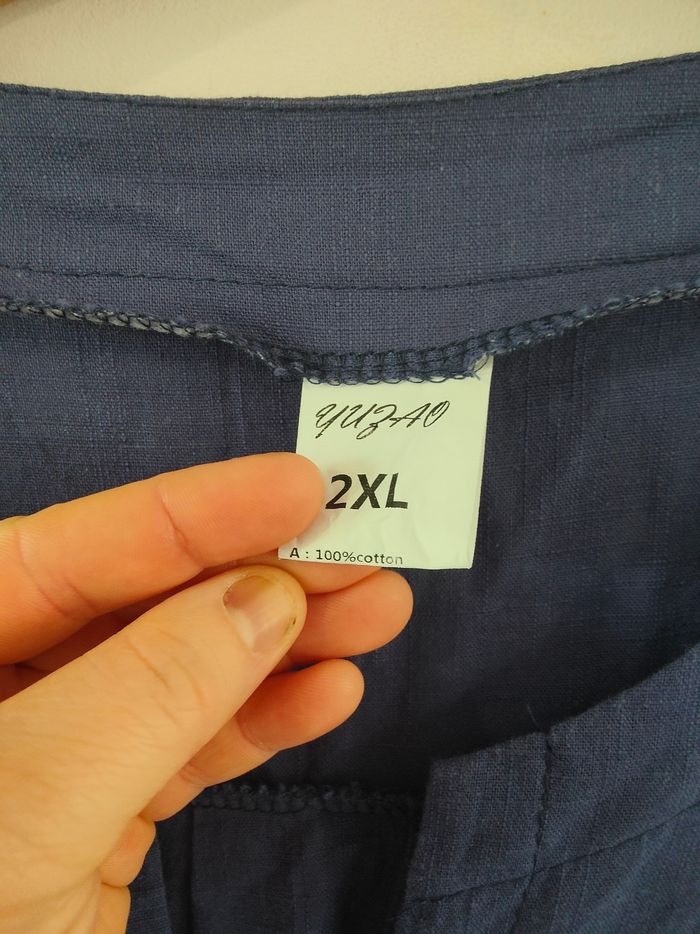 YUZAO
2XL
A : 100%cotton